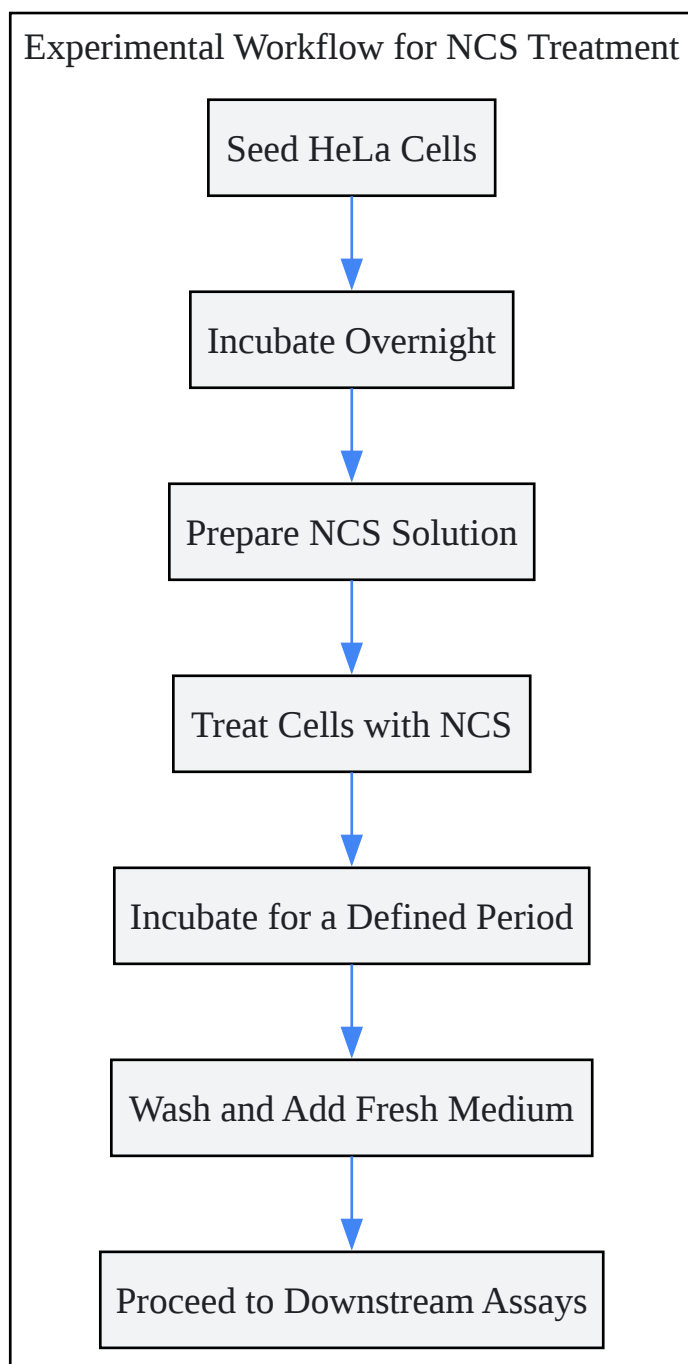 Experimental Workflow for NCS Treatment
Seed HeLa Cells
Incubate Overnight
Prepare NCS Solution
Treat Cells with NCS
Incubate for a Defined Period
Wash and Add Fresh Medium
Proceed to Downstream Assays